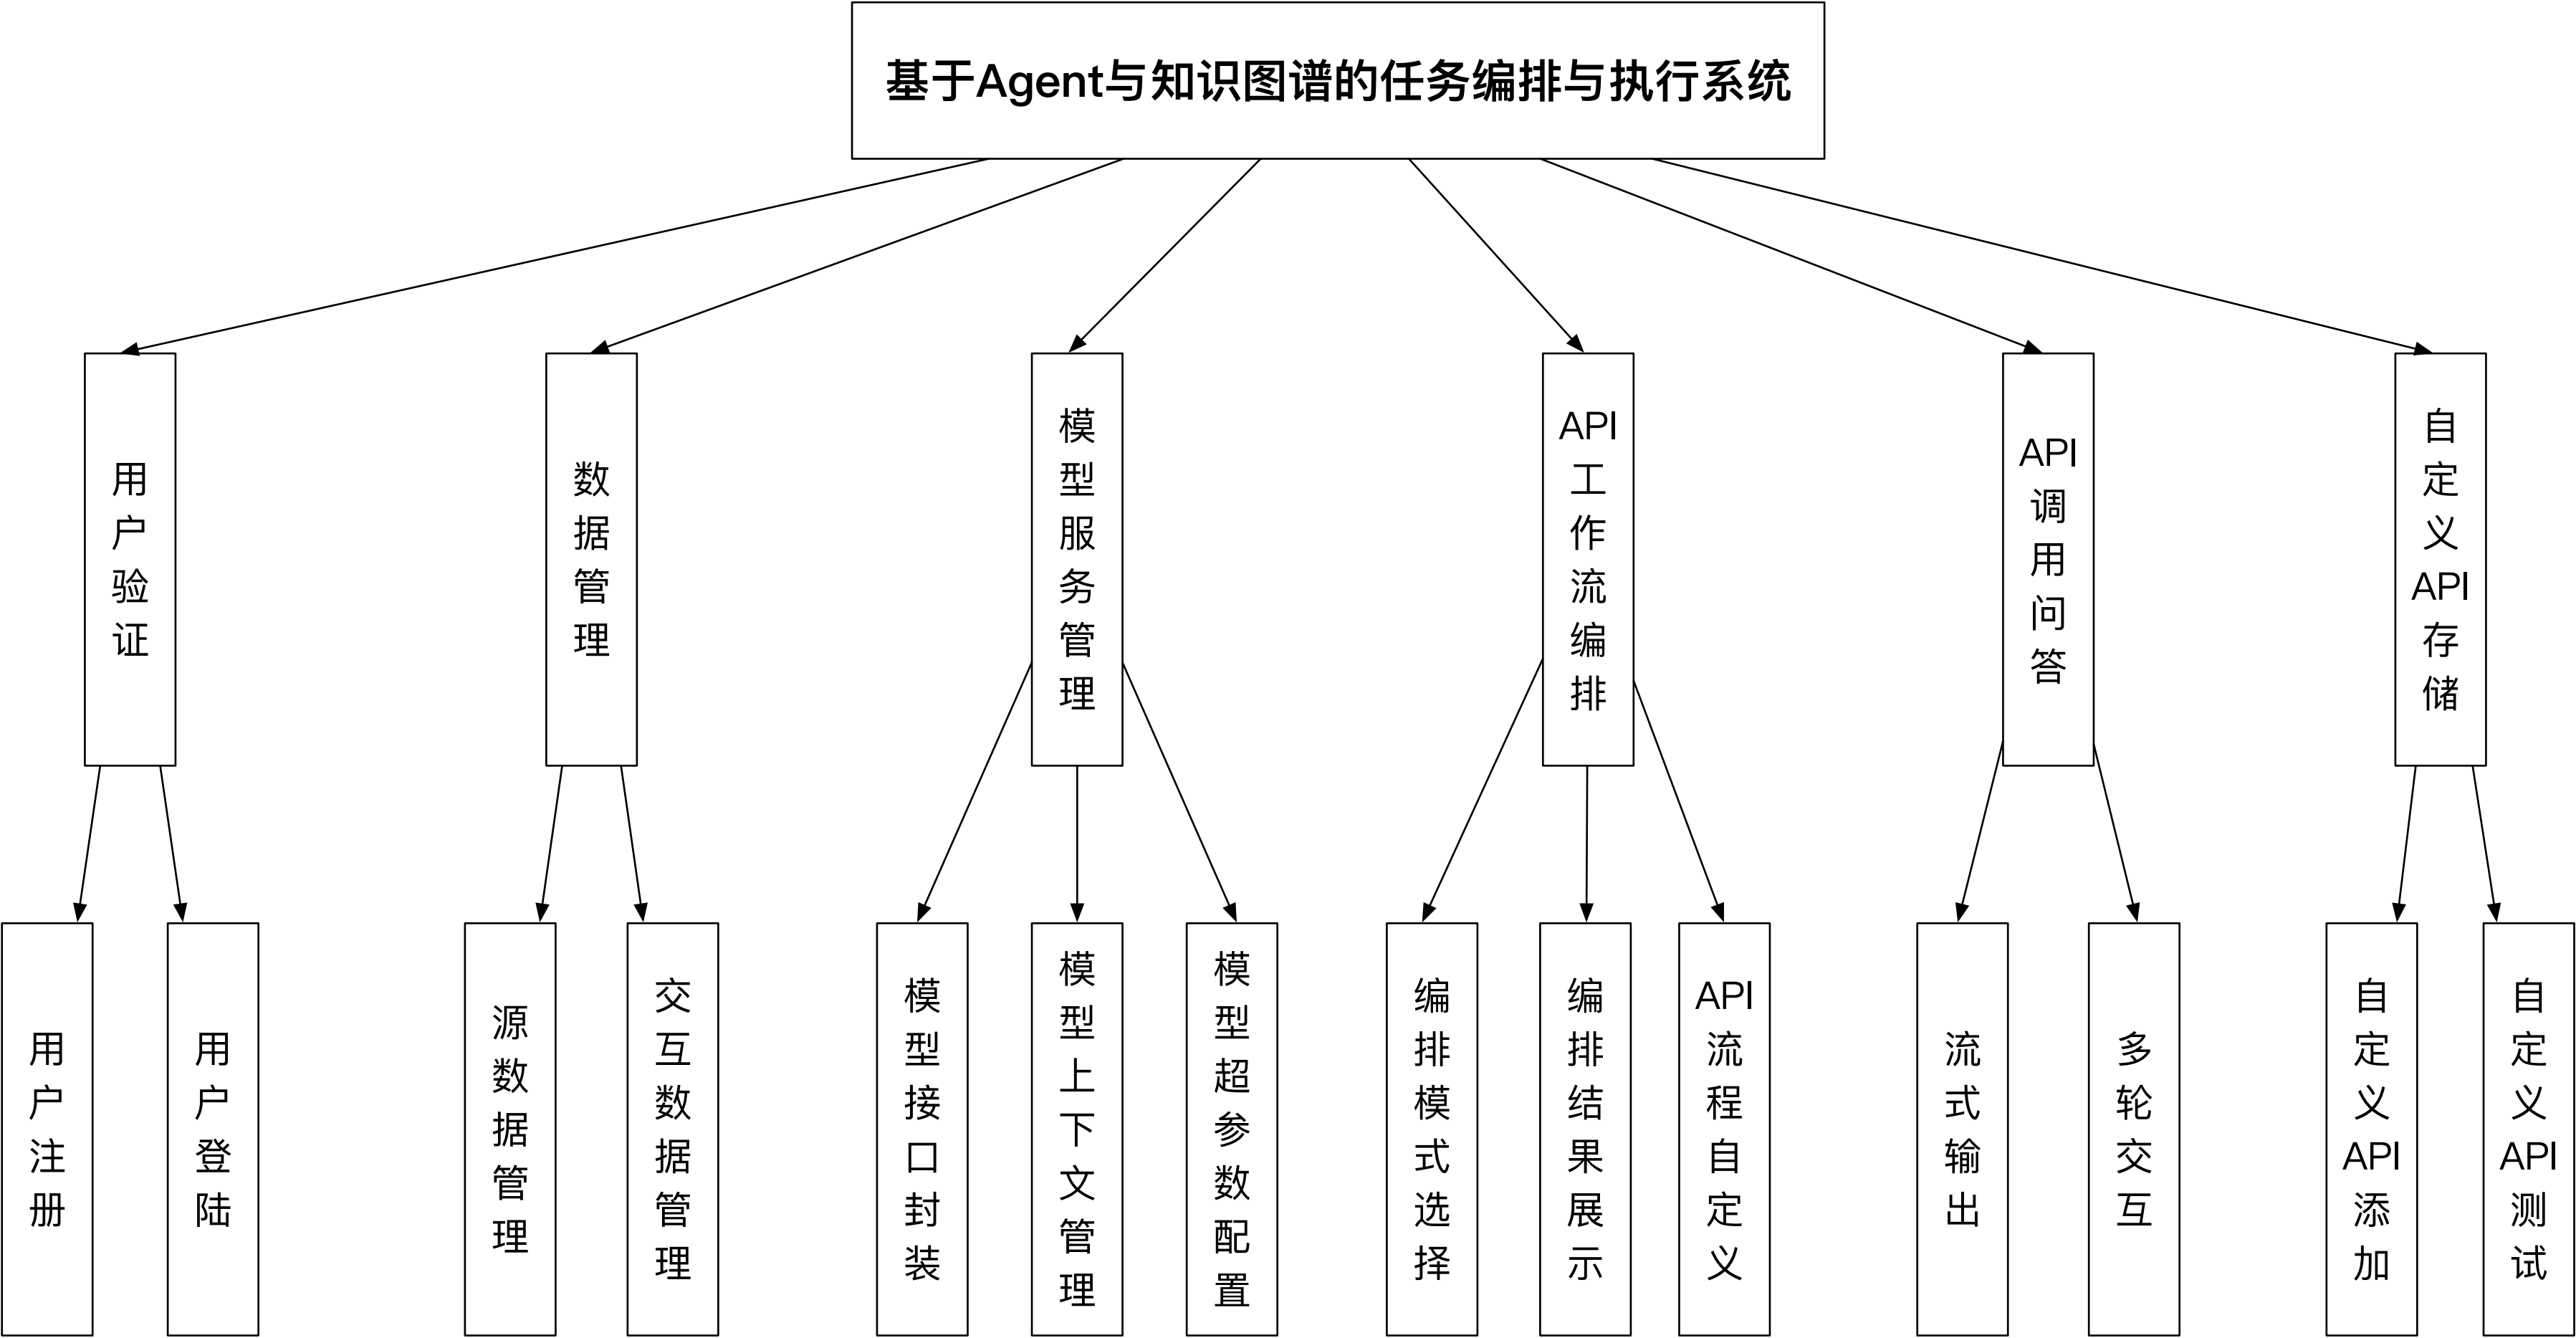 基于Agent与知识图谱的任务编排与执行系统
用户验证
数据管理
模型服务管理
API工作流编排
API调用问答
自定义API存储
用户注册
用户登陆
源数据管理
交互数据管理
模型接口封装
模型上下文管理
模型超参数配置
编排模式选择
编排结果展示
API流程自定义
流式输出
多轮交互
自定义API添加
自定义API测试